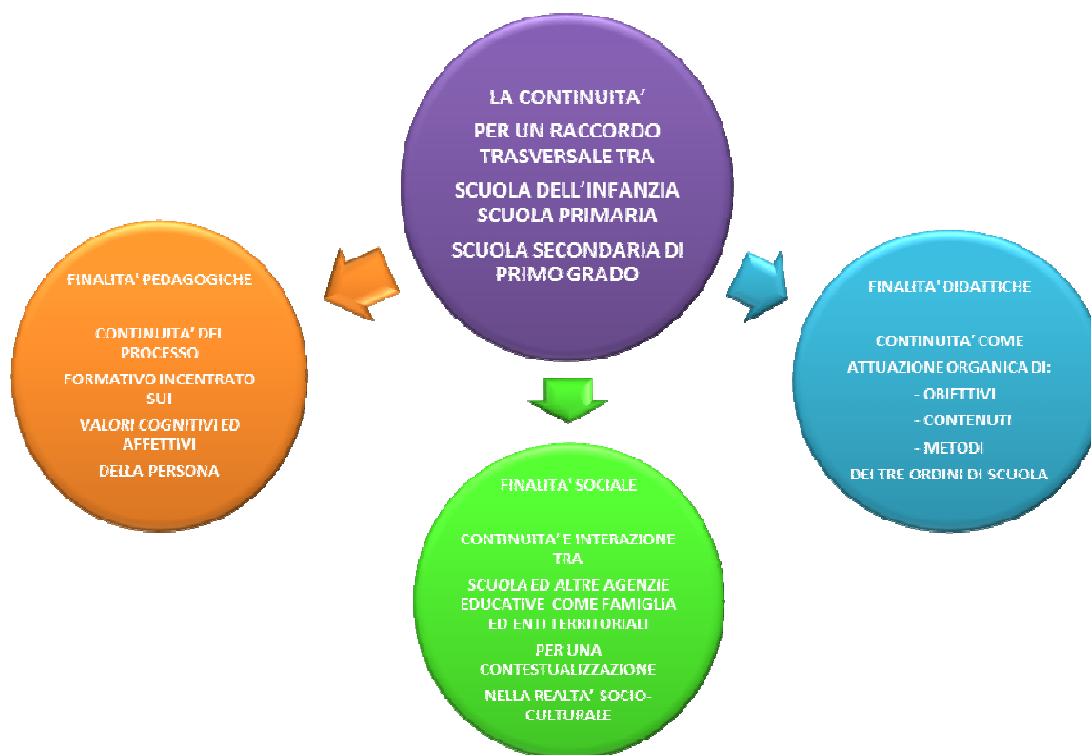 LA CONTINUITA'
PER UN RACCORDO
TRASVERSALE TRA
SCUOLA DELL'INFANZIA
SCUOLA PRIMARIA
SCUOLA SECONDARIA DI
PRIMO GRADO
FINALITA' PEDAGOGICHE
CONTINUITA' DEL
PROCESSO
FORMATIVO INCENTRATO
SUI
VALORI COGNITIVI ED
AFFETTIVI
DELLA PERSONA
FINALITA' SOCIALE
CONTINUITA' E INTERAZIONE
TRA
SCUOLA ED ALTRE AGENZIE
EDUCATIVE COME FAMIGLIA
ED ENTI TERRITORIALI
PER UNA
CONTESTUALIZZAZIONE
NELLA REALTA' SOCIO-
CULTURALE
FINALITA' DIDATTICHE
CONTINUITA' COME
ATTUAZIONE ORGANICA DI:
- OBIETTIVI
- CONTENUTI
- METODI
DEI TRE ORDINI DI SCUOLA